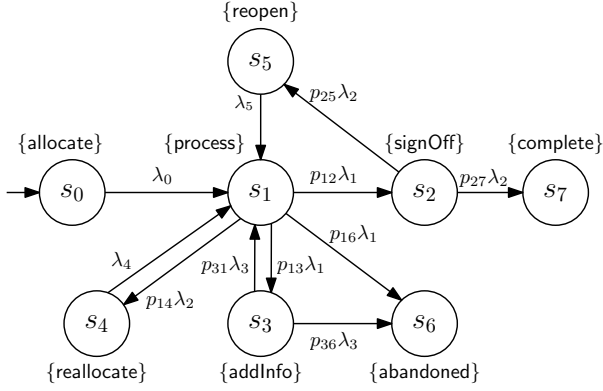 {reopen}
s₅
λ₅
p₂₅λ₂
{allocate}
{process}
{signOff}
{complete}
s₀
λ₀
s₁
p₁₂λ₁
s₂
p₂₇λ₂
s₇
λ₄
p₁₄λ₂
p₃₁λ₃
p₁₃λ₁
p₁₆λ₁
s₄
s₃
p₃₆λ₃
s₆
{reallocate}
{addInfo}
{abandoned}